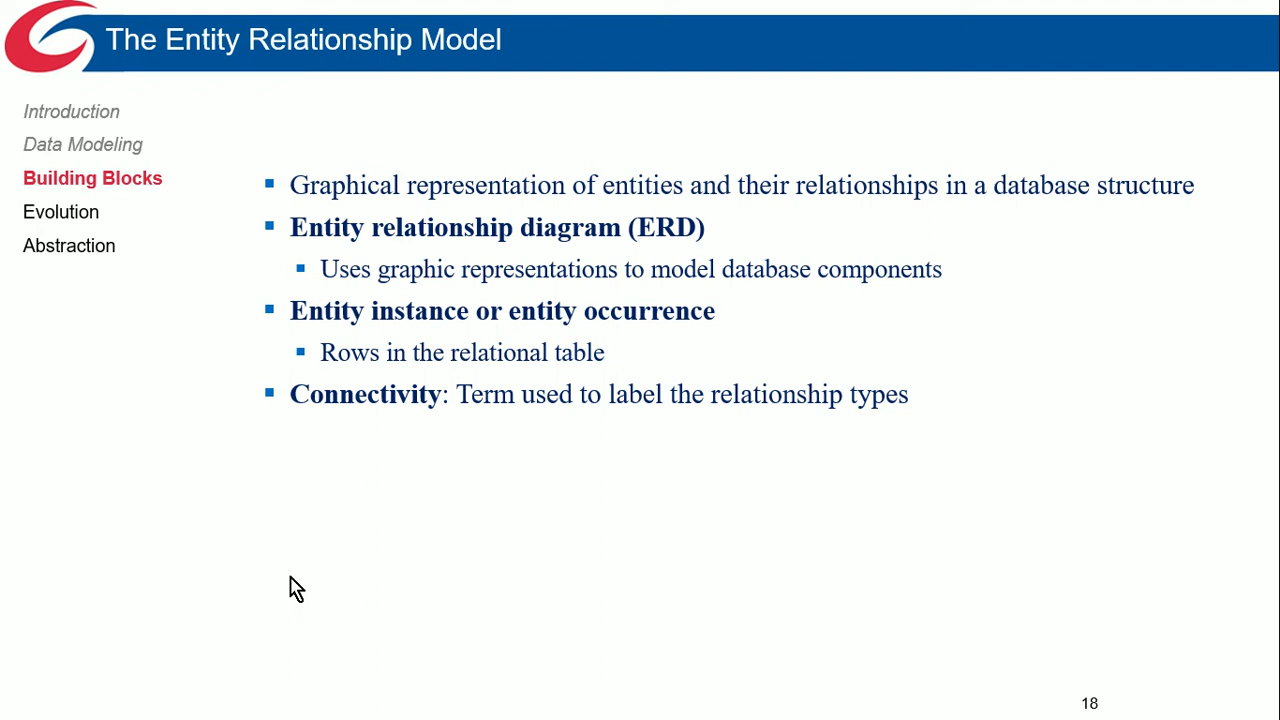 The Entity Relationship Model
Introduction
Data Modeling
Building Blocks
Evolution
Abstraction
Graphical representation of entities and their relationships in a database structure
Entity relationship diagram (ERD)
Uses graphic representations to model database components
Entity instance or entity occurrence
Rows in the relational table
Connectivity: Term used to label the relationship types
18